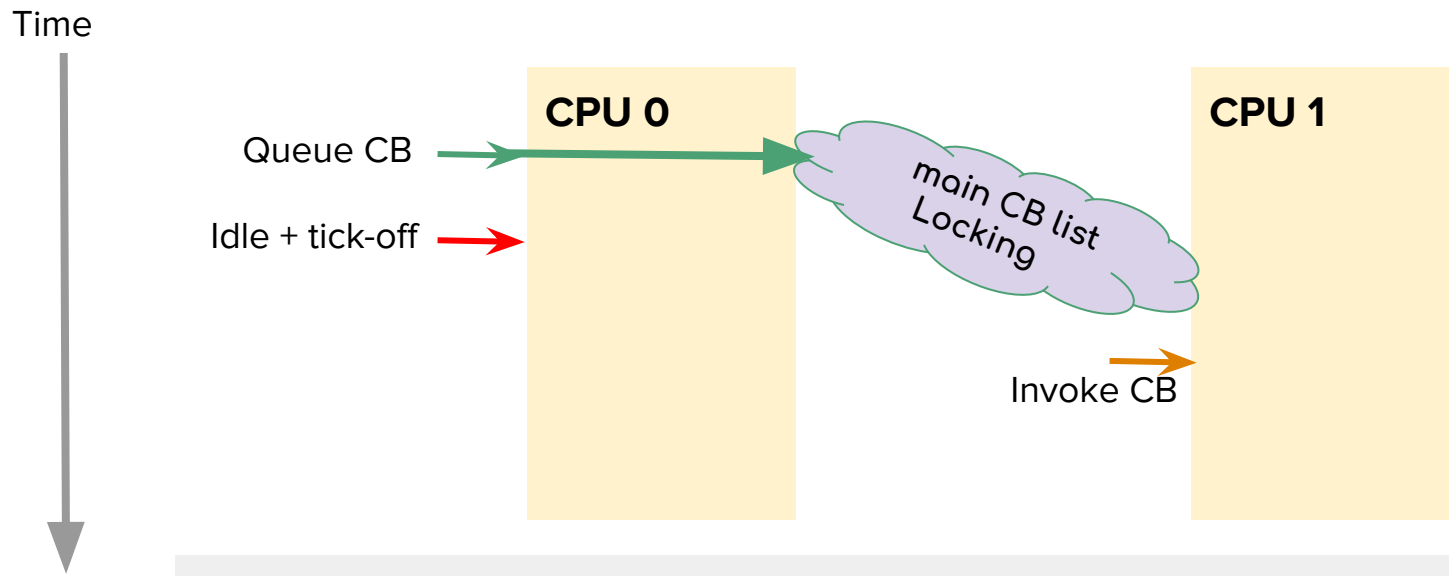 Time
CPU 0
CPU 1
Queue CB
main CB list
Locking
Idle + tick-off
Invoke CB